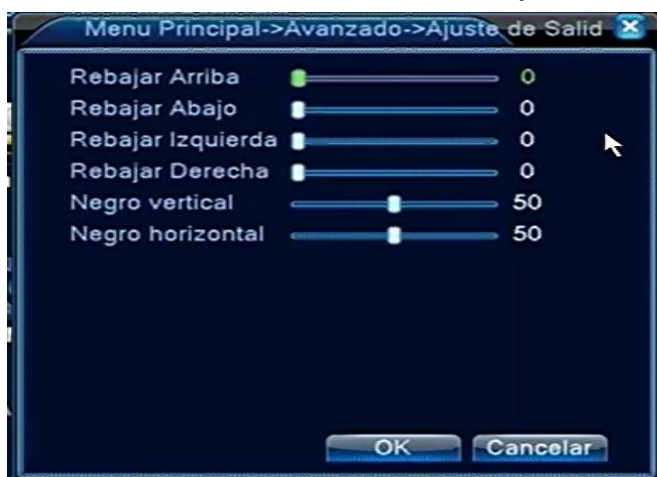 Menu Principal->Avanzado->Ajuste de Salid
Rebajar Arriba 0
Rebajar Abajo 0
Rebajar Izquierda 0
Rebajar Derecha 0
Negro vertical 50
Negro horizontal 50
OK Cancelar